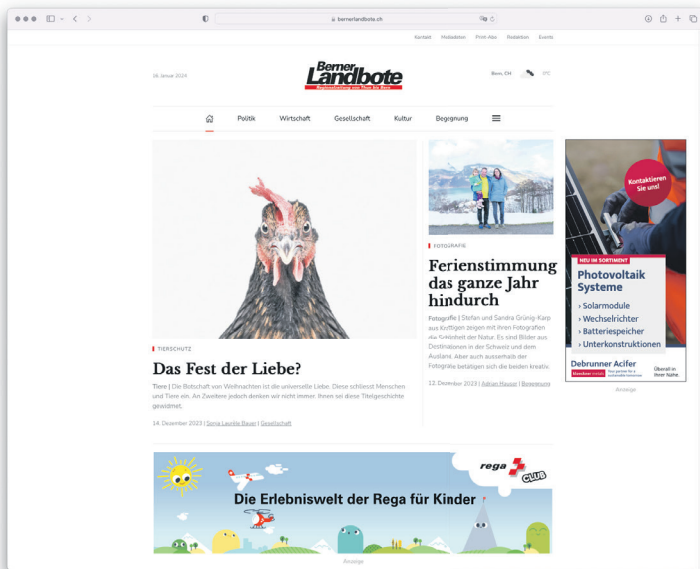 bernerlandbote.ch
Kontakt Mediadaten Print-Abo Redaktion Events
16. Januar 2024
Berner
Landbote
Regionalzeitung von Thun bis Bern
Bern, CH
Politik Wirtschaft Gesellschaft Kultur Begegnung
TIERSCHUTZ
Das Fest der Liebe?
Tiere | Die Botschaft von Weihnachten ist die universelle Liebe. Diese schliesst Menschen
und Tiere ein. An Zweitere jedoch denken wir nicht immer. Ihnen sei diese Titelgeschichte
gewidmet.
14. Dezember 2023 | Sonja Laurèle Bauer | Gesellschaft
FOTOGRAFIE
Ferienstimmung
das ganze Jahr
hindurch
Fotografie | Stefan und Sandra Grünig-Karp
aus Krattigen zeigen mit ihren Fotografien
die Schönheit der Natur. Es sind Bilder aus
Destinationen in der Schweiz und dem
Ausland. Aber auch ausserhalb der
Fotografie betätigen sich die beiden kreativ.
12. Dezember 2023 | Adrian Hauser | Begegnung
Kontaktieren
Sie uns!
NEU IM SORTIMENT
Photovoltaik
Systeme
› Solarmodule
› Wechselrichter
› Batteriespeicher
› Unterkonstruktionen
Debrunner Acifer
Überall in
Ihrer Nähe.
Anzeige
rega
CLUB
Die Erlebniswelt der Rega für Kinder
Anzeige